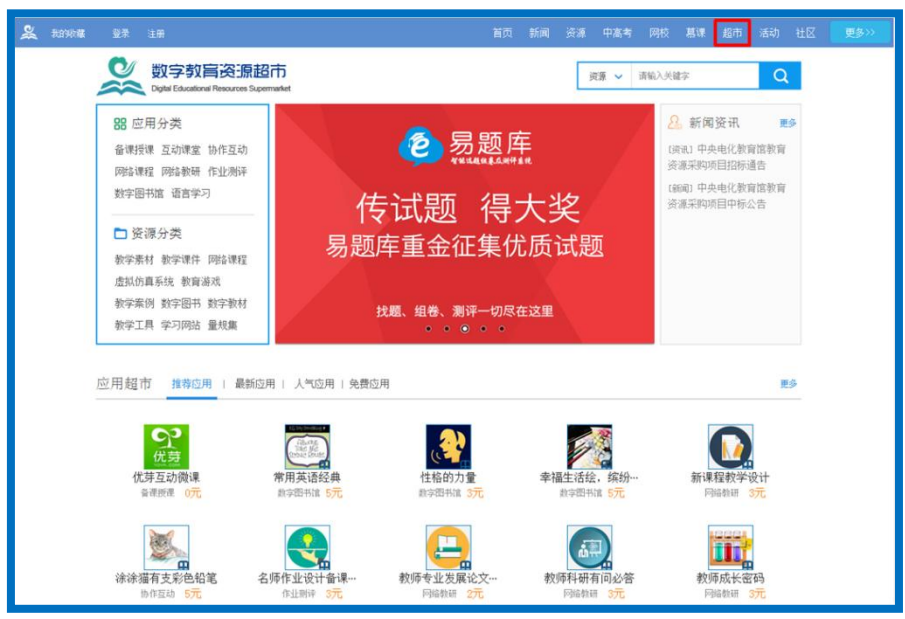 我的收藏 登录 注册 首页 新闻 资源 中高考 网校 慕课 超市 活动 社区 更多>>
数字教育资源超市
Digital Educational Resources Supermarket
资源 请输入关键字
应用分类
备课授课 互动课堂 协作互动
网络课程 网络教研 作业测评
数字图书馆 语言学习
资源分类
教学素材 教学课件 网络课程
虚拟仿真系统 教育游戏
教学案例 数字图书 数字教材
教学工具 学习网站 量规集
易题库
智能选题组卷及测评系统
传试题 得大奖
易题库重金征集优质试题
找题、组卷、测评一切尽在这里
新闻资讯 更多
[资讯] 中央电化教育馆教育
资源采购项目招标通告
[新闻] 中央电化教育馆教育
资源采购项目中标公告
应用超市 推荐应用 | 最新应用 | 人气应用 | 免费应用 更多
优芽
优芽互动微课 常用英语经典 性格的力量 幸福生活绘，缤纷… 新课程教学设计
备课授课 0元 数字图书馆 5元 数字图书馆 3元 数字图书馆 5元 网络教研 3元
涂涂猫有支彩色铅笔 名师作业设计备课… 教师专业发展论文… 教师科研有问必答 教师成长密码
协作互动 5元 作业测评 3元 网络教研 2元 网络教研 3元 网络教研 3元